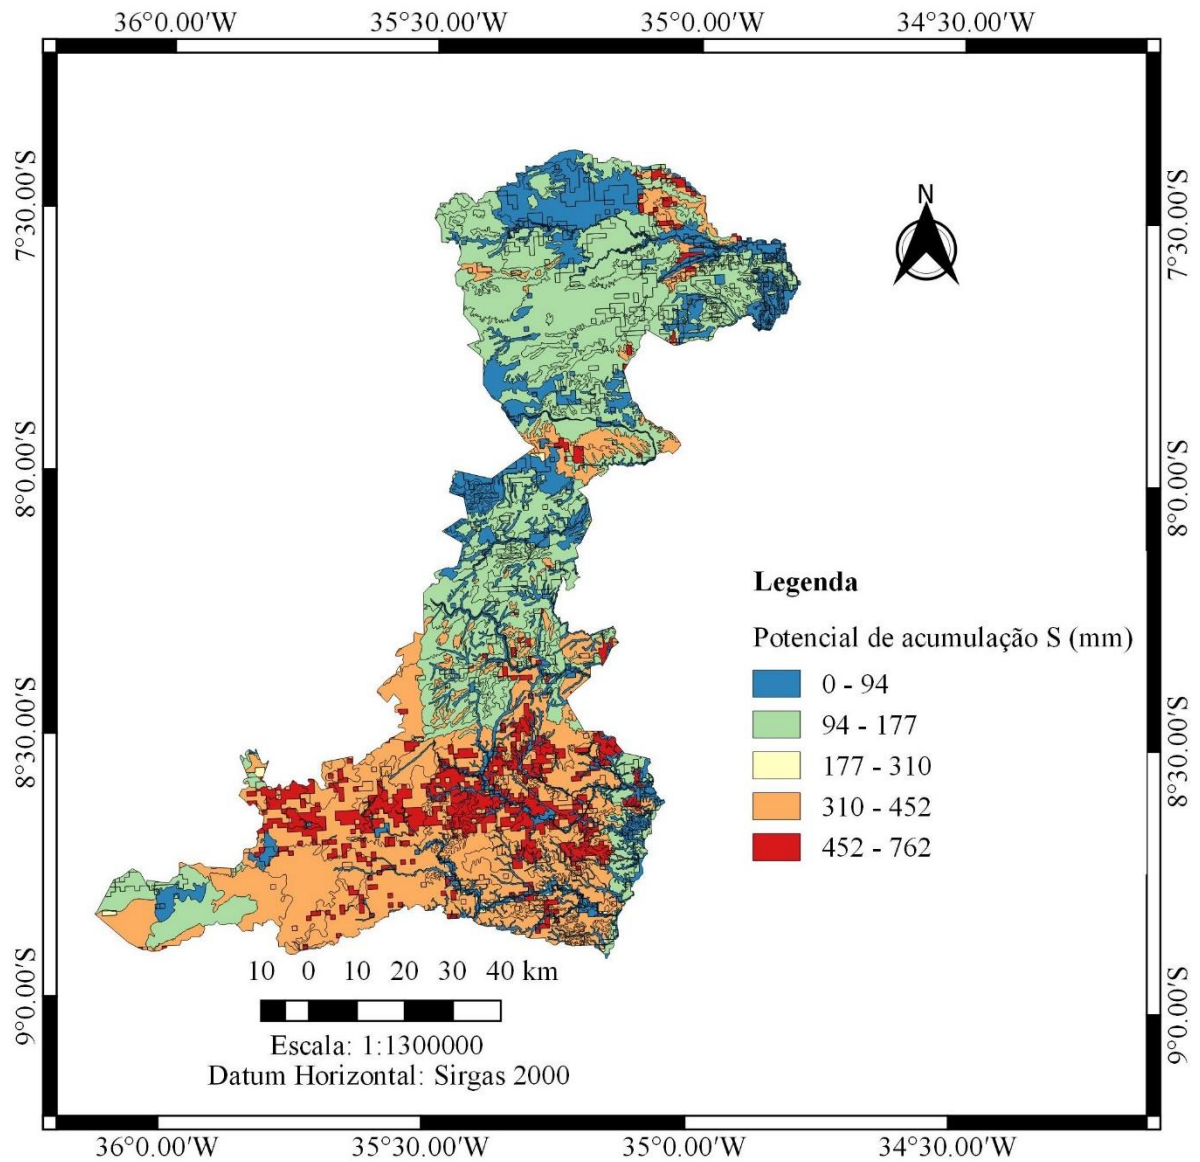 36°0.00'W 35°30.00'W 35°0.00'W 34°30.00'W
7°30.00'S
7°30.00'S
N
8°0.00'S
8°0.00'S
Legenda
Potencial de acumulação S (mm)
0 - 94
94 - 177
177 - 310
310 - 452
452 - 762
8°30.00'S
8°30.00'S
10 0 10 20 30 40 km
9°0.00'S
9°0.00'S
Escala: 1:1300000
Datum Horizontal: Sirgas 2000
36°0.00'W 35°30.00'W 35°0.00'W 34°30.00'W